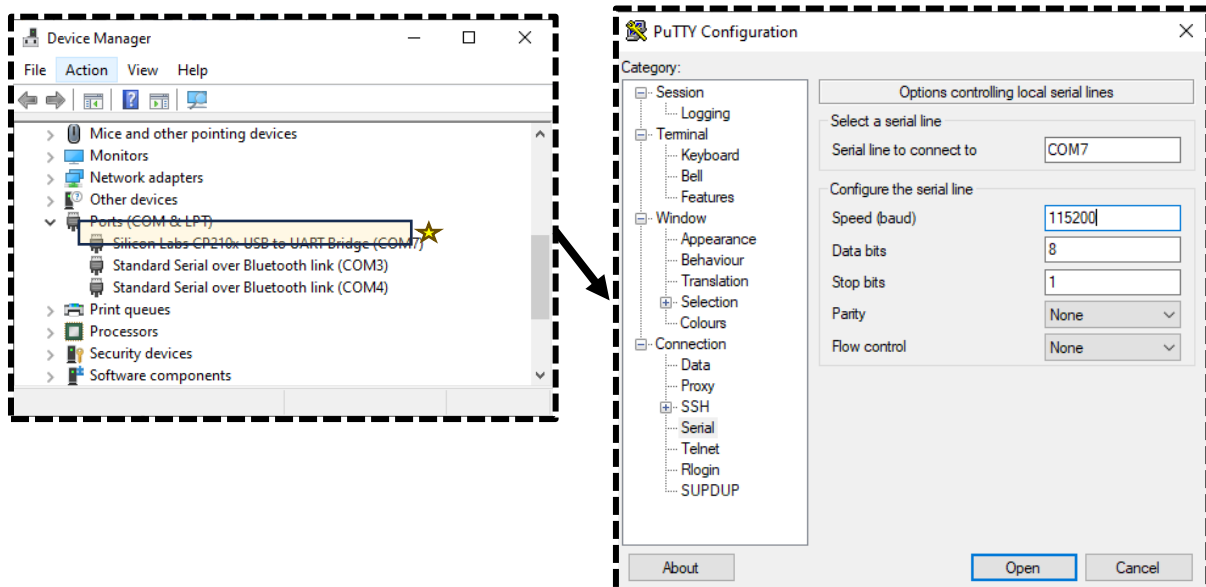 Device Manager
File Action View Help
Mice and other pointing devices
Monitors
Network adapters
Other devices
Ports (COM & LPT)
Silicon Labs CP210x USB to UART Bridge (COM7)
Standard Serial over Bluetooth link (COM3)
Standard Serial over Bluetooth link (COM4)
Print queues
Processors
Security devices
Software components
PuTTY Configuration
Category:
Session
Logging
Terminal
Keyboard
Bell
Features
Window
Appearance
Behaviour
Translation
Selection
Colours
Connection
Data
Proxy
SSH
Serial
Telnet
Rlogin
SUPDUP
Options controlling local serial lines
Select a serial line
Serial line to connect to COM7
Configure the serial line
Speed (baud) 115200
Data bits 8
Stop bits 1
Parity None
Flow control None
About Open Cancel